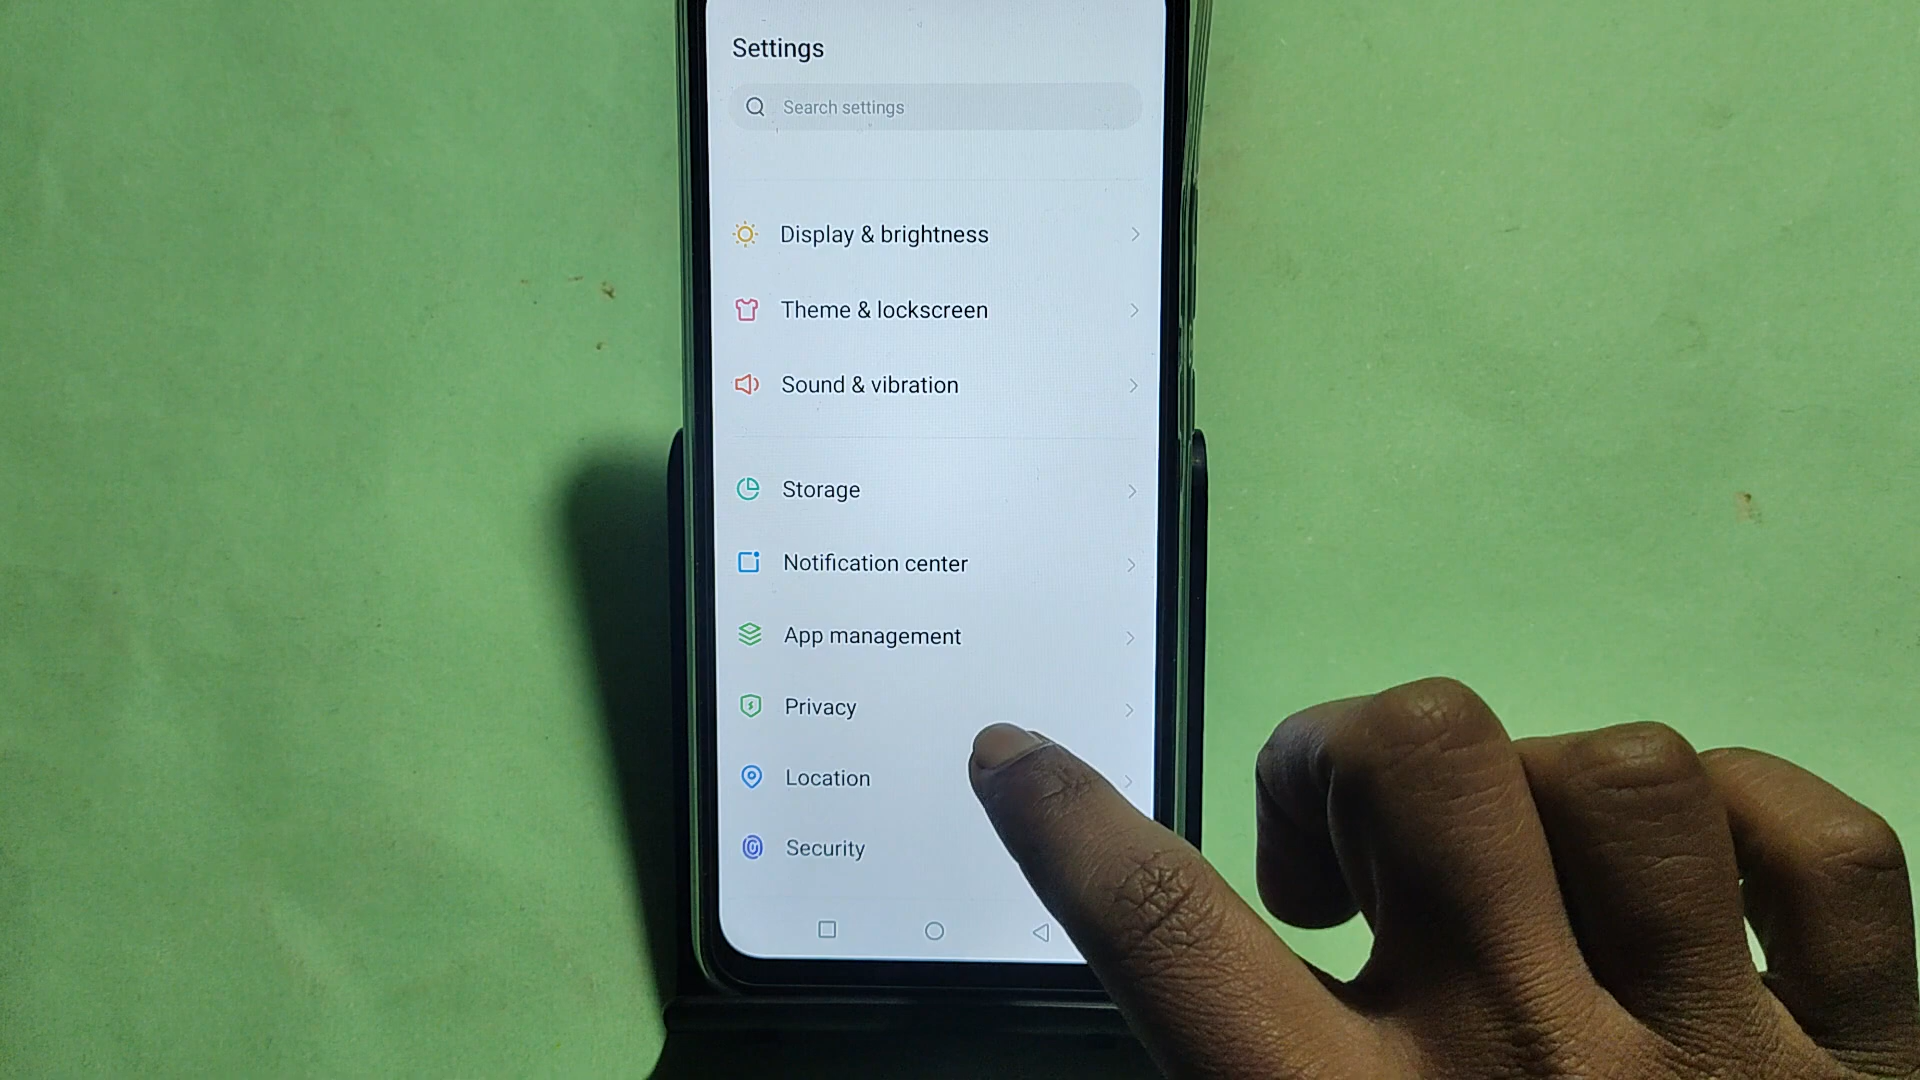 Settings
Search settings
Display & brightness
Theme & lockscreen
Sound & vibration
Storage
Notification center
App management
Privacy
Location
Security